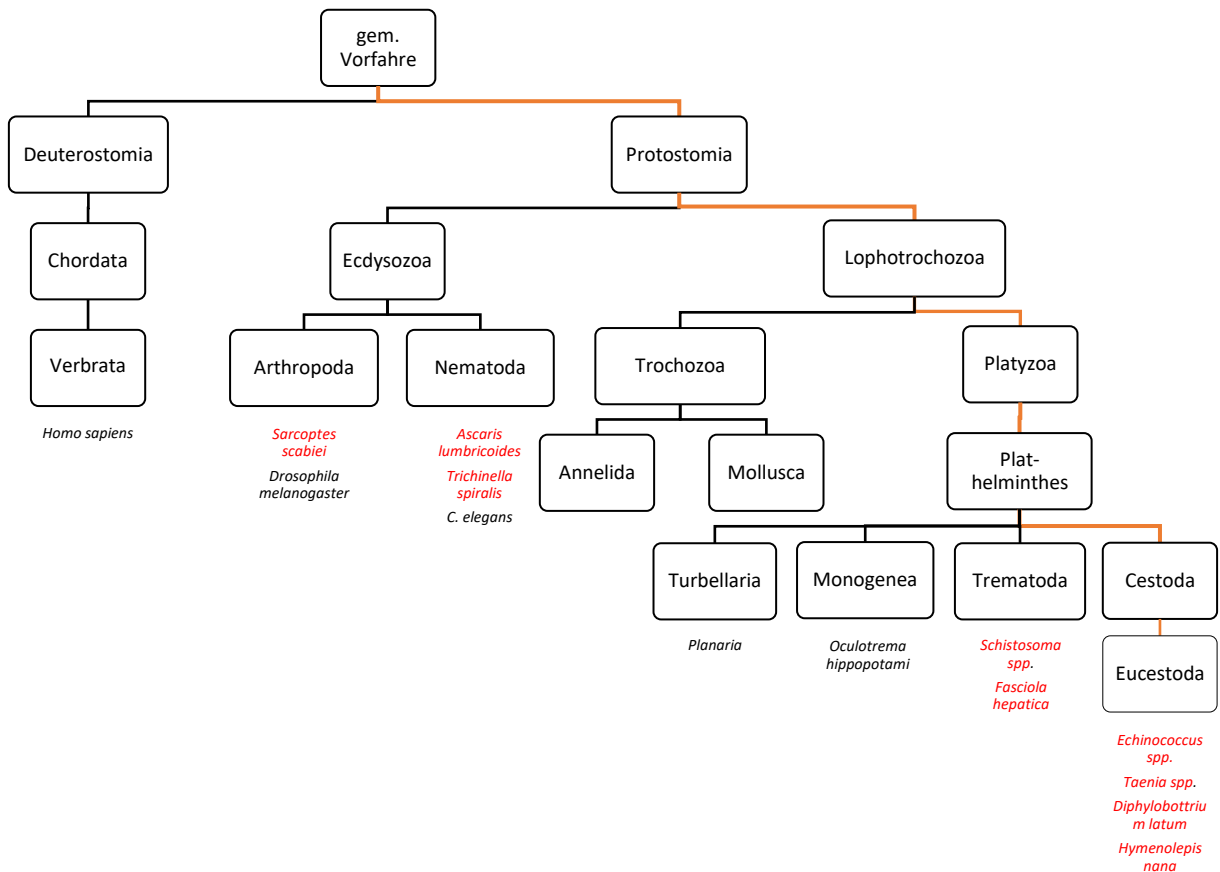 gem.
Vorfahre
Deuterostomia
Protostomia
Chordata
Ecdysozoa
Lophotrochozoa
Verbrata
Arthropoda
Nematoda
Trochozoa
Platyzoa
Homo sapiens
Sarcoptes
scabiei
Drosophila
melanogaster
Ascaris
lumbricoides
Trichinella
spiralis
C. elegans
Annelida
Mollusca
Plat-
helminthes
Turbellaria
Monogenea
Trematoda
Cestoda
Planaria
Oculotrema
hippopotami
Schistosoma
spp.
Fasciola
hepatica
Eucestoda
Echinococcus
spp.
Taenia spp.
Diphylobottriu
m latum
Hymenolepis
nana